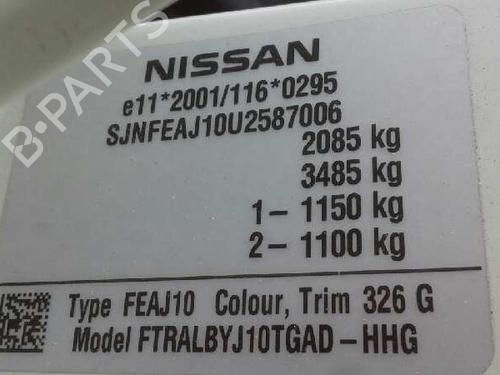 NISSAN
e11*2001/116*0295
SJNFEAJ10U2587006
2085 kg
3485 kg
1- 1150 kg
2- 1100 kg
Type FEAJ10 Colour, Trim 326 G
Model FTRALBYJ10TGAD-HHG